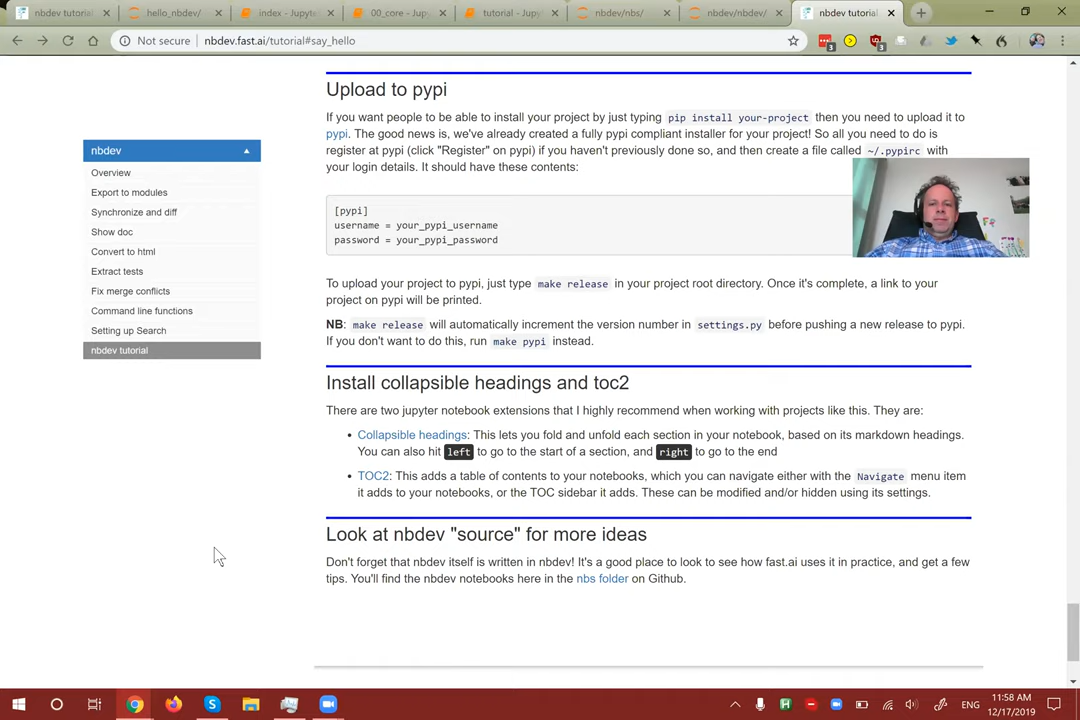 nbdev tutorial
hello_nbdev/
index - Jupyte
00_core - Jup
tutorial - Jup
nbdev/nbs/
nbdev/nbdev/
nbdev tutorial
Not secure
nbdev.fast.ai/tutorial#say_hello
3
3
nbdev
Overview
Export to modules
Synchronize and diff
Show doc
Convert to html
Extract tests
Fix merge conflicts
Command line functions
Setting up Search
nbdev tutorial
Upload to pypi
If you want people to be able to install your project by just typing pip install your-project then you need to upload it to
pypi. The good news is, we've already created a fully pypi compliant installer for your project! So all you need to do is
register at pypi (click "Register" on pypi) if you haven't previously done so, and then create a file called ~/.pypirc with
your login details. It should have these contents:
[pypi]
username = your_pypi_username
password = your_pypi_password
To upload your project to pypi, just type make release in your project root directory. Once it's complete, a link to your
project on pypi will be printed.
NB: make release will automatically increment the version number in settings.py before pushing a new release to pypi.
If you don't want to do this, run make pypi instead.
Install collapsible headings and toc2
There are two jupyter notebook extensions that I highly recommend when working with projects like this. They are:
• Collapsible headings: This lets you fold and unfold each section in your notebook, based on its markdown headings.
You can also hit left to go to the start of a section, and right to go to the end
• TOC2: This adds a table of contents to your notebooks, which you can navigate either with the Navigate menu item
it adds to your notebooks, or the TOC sidebar it adds. These can be modified and/or hidden using its settings.
Look at nbdev "source" for more ideas
Don't forget that nbdev itself is written in nbdev! It's a good place to look to see how fast.ai uses it in practice, and get a few
tips. You'll find the nbdev notebooks here in the nbs folder on Github.
ENG
11:58 AM
12/17/2019